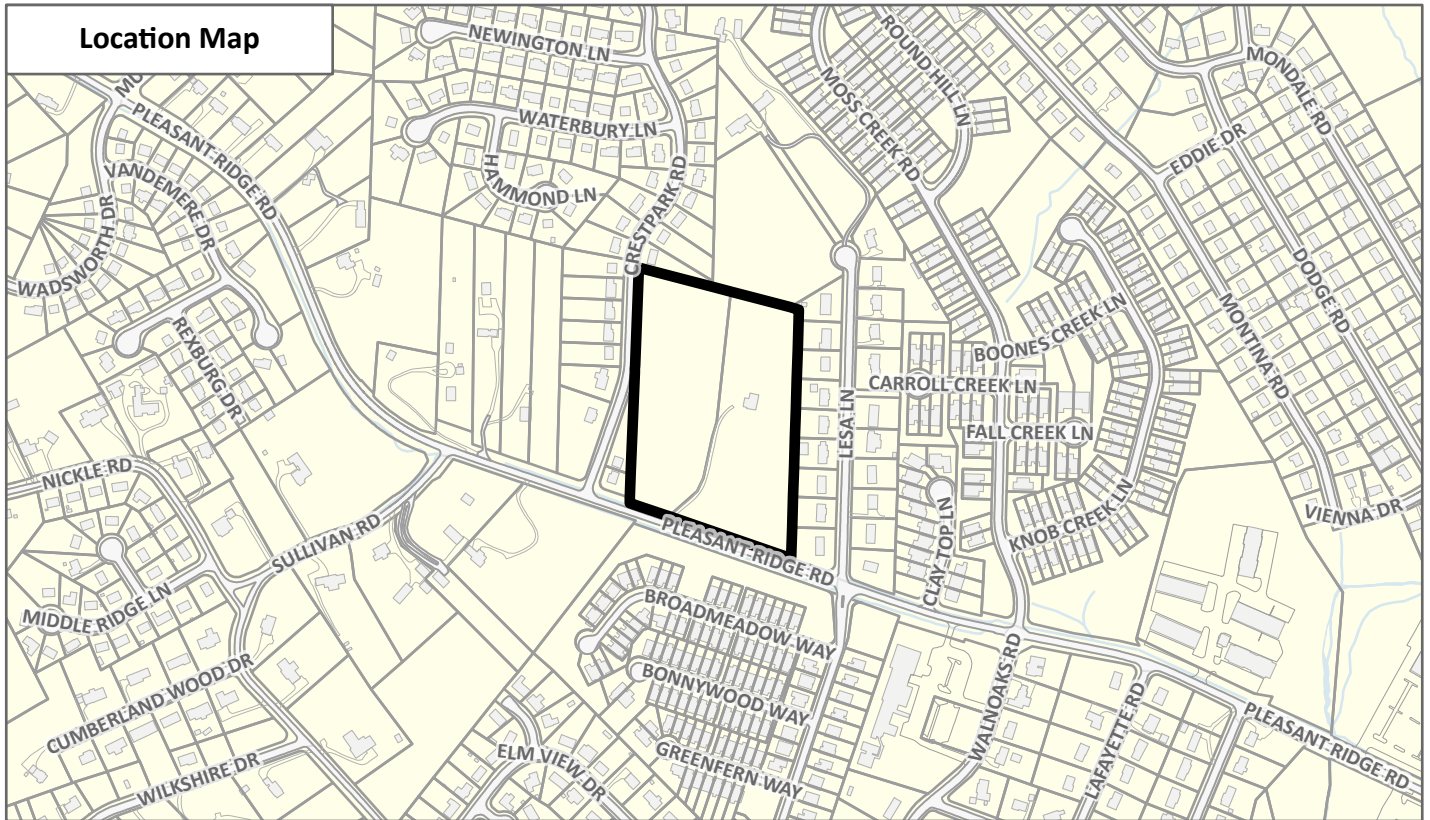 Location Map
NEWINGTON LN
ROUND HILL LN
MONDALE RD
MU
PLEASANT RIDGE RD
WATERBURY LN
MOSS CREEK RD
EDDIE DR
VANDEMERE DR
HAMMOND LN
CRESTPARK RD
WADSWORTH DR
DODGE RD
REXBURG DR
BOONES CREEK LN
MONTINA RD
CARROLL CREEK LN
LESA LN
FALL CREEK LN
NICKLE RD
SULLIVAN RD
PLEASANT RIDGE RD
CLAY TOP LN
KNOB CREEK LN
VIENNA DR
MIDDLE RIDGE LN
BROADMEADOW WAY
CUMBERLAND WOOD DR
BONNYWOOD WAY
WALNOAKS RD
LAFAYETTE RD
PLEASANT RIDGE RD
WILKSHIRE DR
ELM VIEW DR
GREENFERN WAY